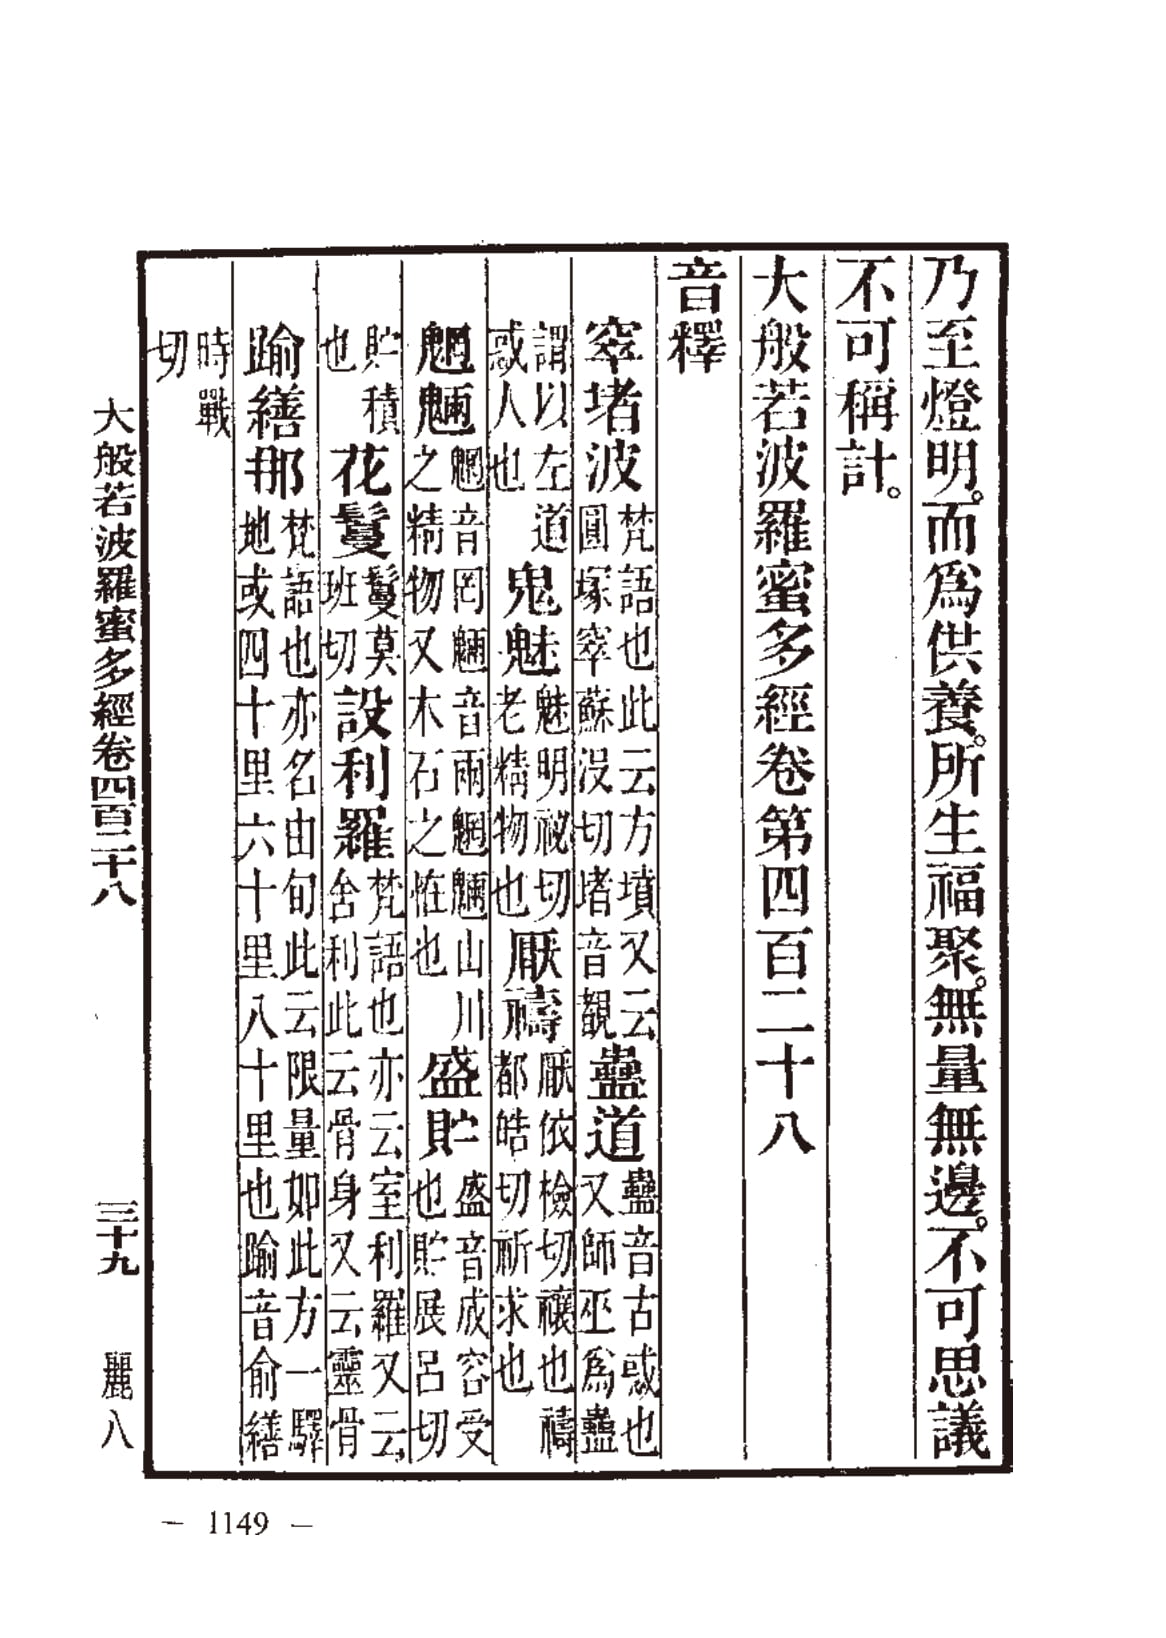 乃至燈明。而爲供養。所生福聚。無量無邊。不可思議
不可稱計。
大般若波羅蜜多經卷第四百二十八
音釋
窣堵波 梵語也此云方墳又云圓塚窣蘇沒切堵音覩 蠱道 蠱音古惑也又師巫爲蠱
謂以左道惑人也 鬼魅 魅明祕切老精物也 厭禱 厭依檢切禳也禱都皓切祈求也
魍魎 魍音罔魎音兩魍魎山川之精物又木石之恠也 盛貯 盛音成容受也貯展呂切
貯積也 花鬘 鬘莫班切 設利羅 梵語也亦云室利羅又云舍利此云骨身又云靈骨
踰繕那 梵語也亦名由旬此云限量如此方一驛地或四十里六十里八十里也踰音俞繕
時戰切
大般若波羅蜜多經卷四百二十八 三十九 麗八
— 1149 —